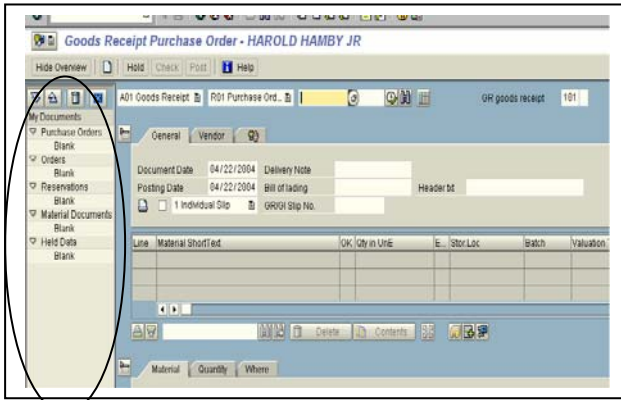 Goods Receipt Purchase Order - HAROLD HAMBY JR
Hide Overview Hold Check Post Help
A01 Goods Receipt R01 Purchase Ord.. GR goods receipt 101
My Documents
Purchase Orders
Blank
Orders
Blank
Reservations
Blank
Material Documents
Blank
Held Data
Blank
General Vendor
Document Date 04/22/2004 Delivery Note
Posting Date 04/22/2004 Bill of lading Header txt
1 Individual Slip GR/GI Slip No.
Line Material ShortText OK Qty in UnE E.. Stor.Loc Batch Valuation
Delete Contents
Material Quantity Where